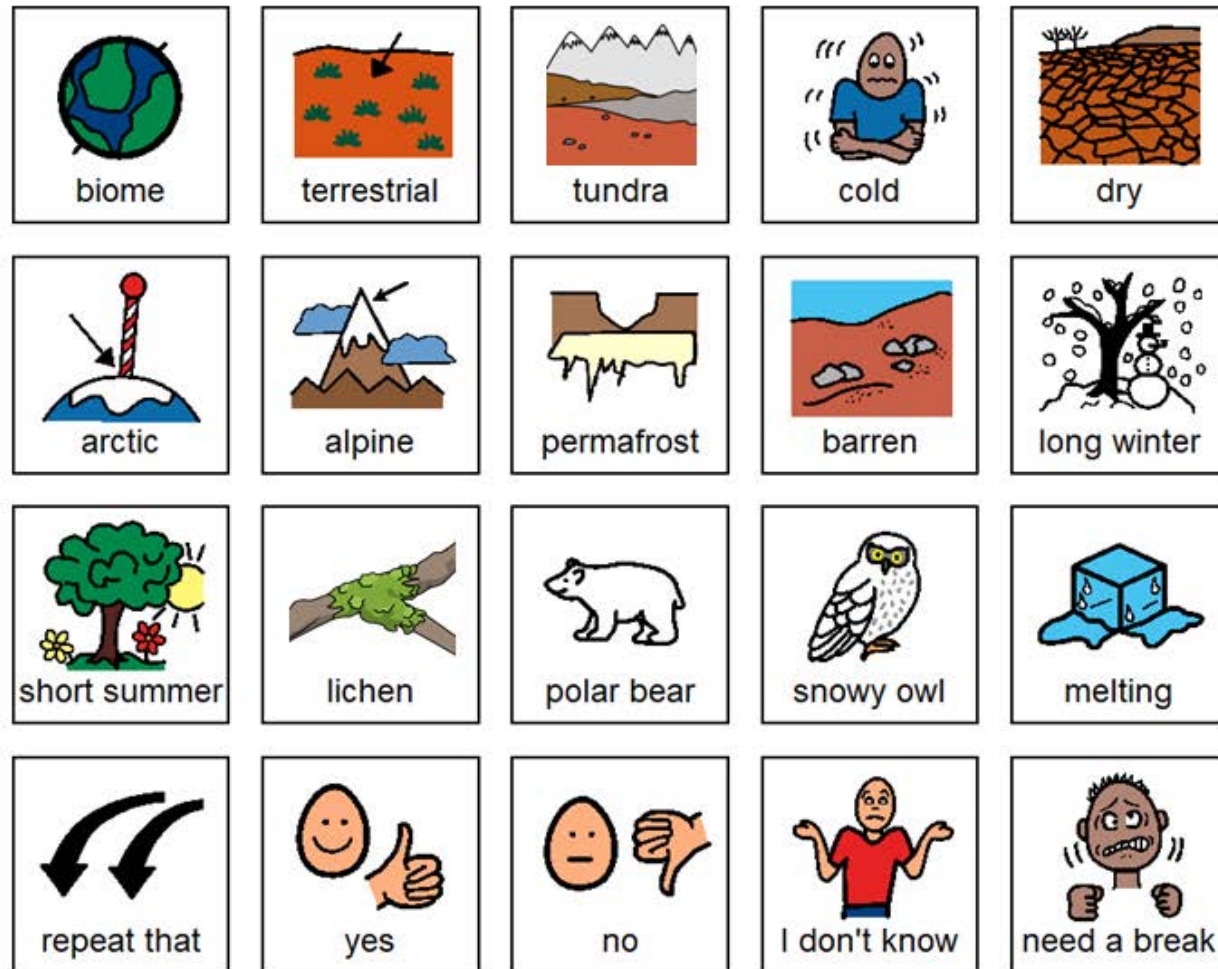 biome
terrestrial
tundra
cold
dry
arctic
alpine
permafrost
barren
long winter
short summer
lichen
polar bear
snowy owl
melting
repeat that
yes
no
I don't know
need a break